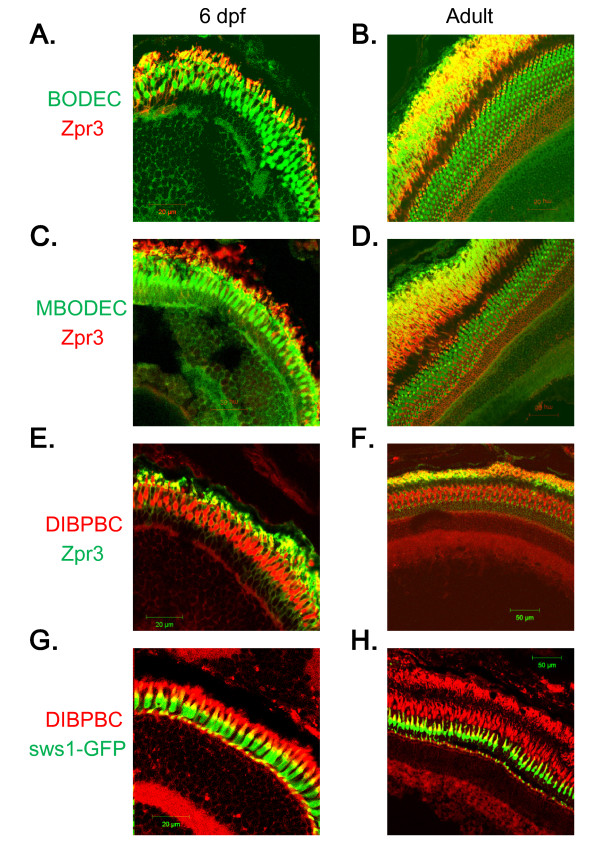 6 dpf Adult
A. B.
BODEC
Zpr3
20 µm
C. D.
MBODEC
Zpr3
E. F.
DIBPBC
Zpr3
20 µm 50 µm
G. H.
50 µm
DIBPBC
sws1-GFP
20 µm